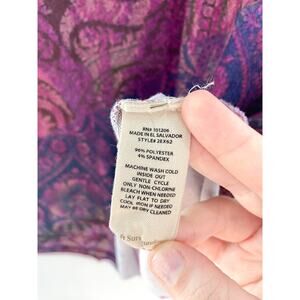 RN# 101206
MADE IN EL SALVADOR
STYLE# 2EX62
96% POLYESTER
4% SPANDEX
MACHINE WASH COLD
INSIDE OUT
GENTLE CYCLE
ONLY NON-CHLORINE
BLEACH WHEN NEEDED
LAY FLAT TO DRY
COOL IRON IF NEEDED
MAY BE DRY CLEANED